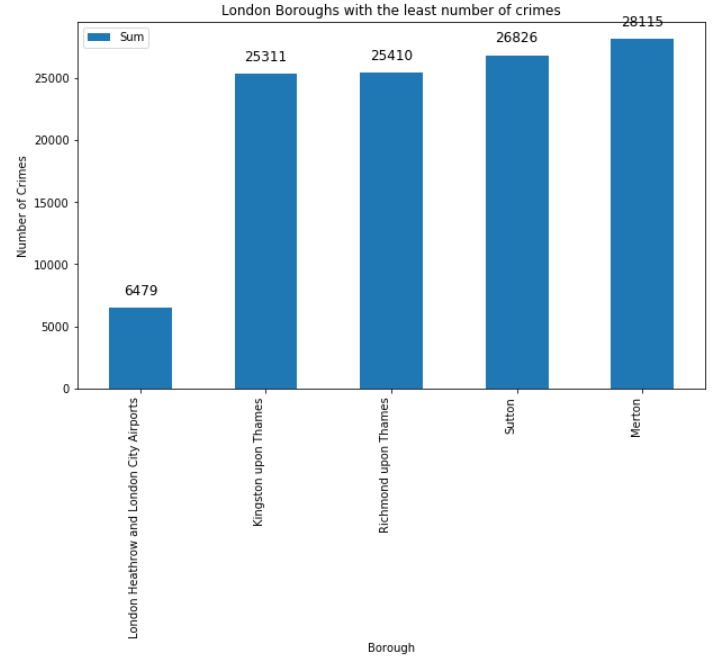 London Boroughs with the least number of crimes
Sum
28115
26826
25311
25410
6479
Number of Crimes
25000
20000
15000
10000
5000
0
London Heathrow and London City Airports
Kingston upon Thames
Richmond upon Thames
Sutton
Merton
Borough